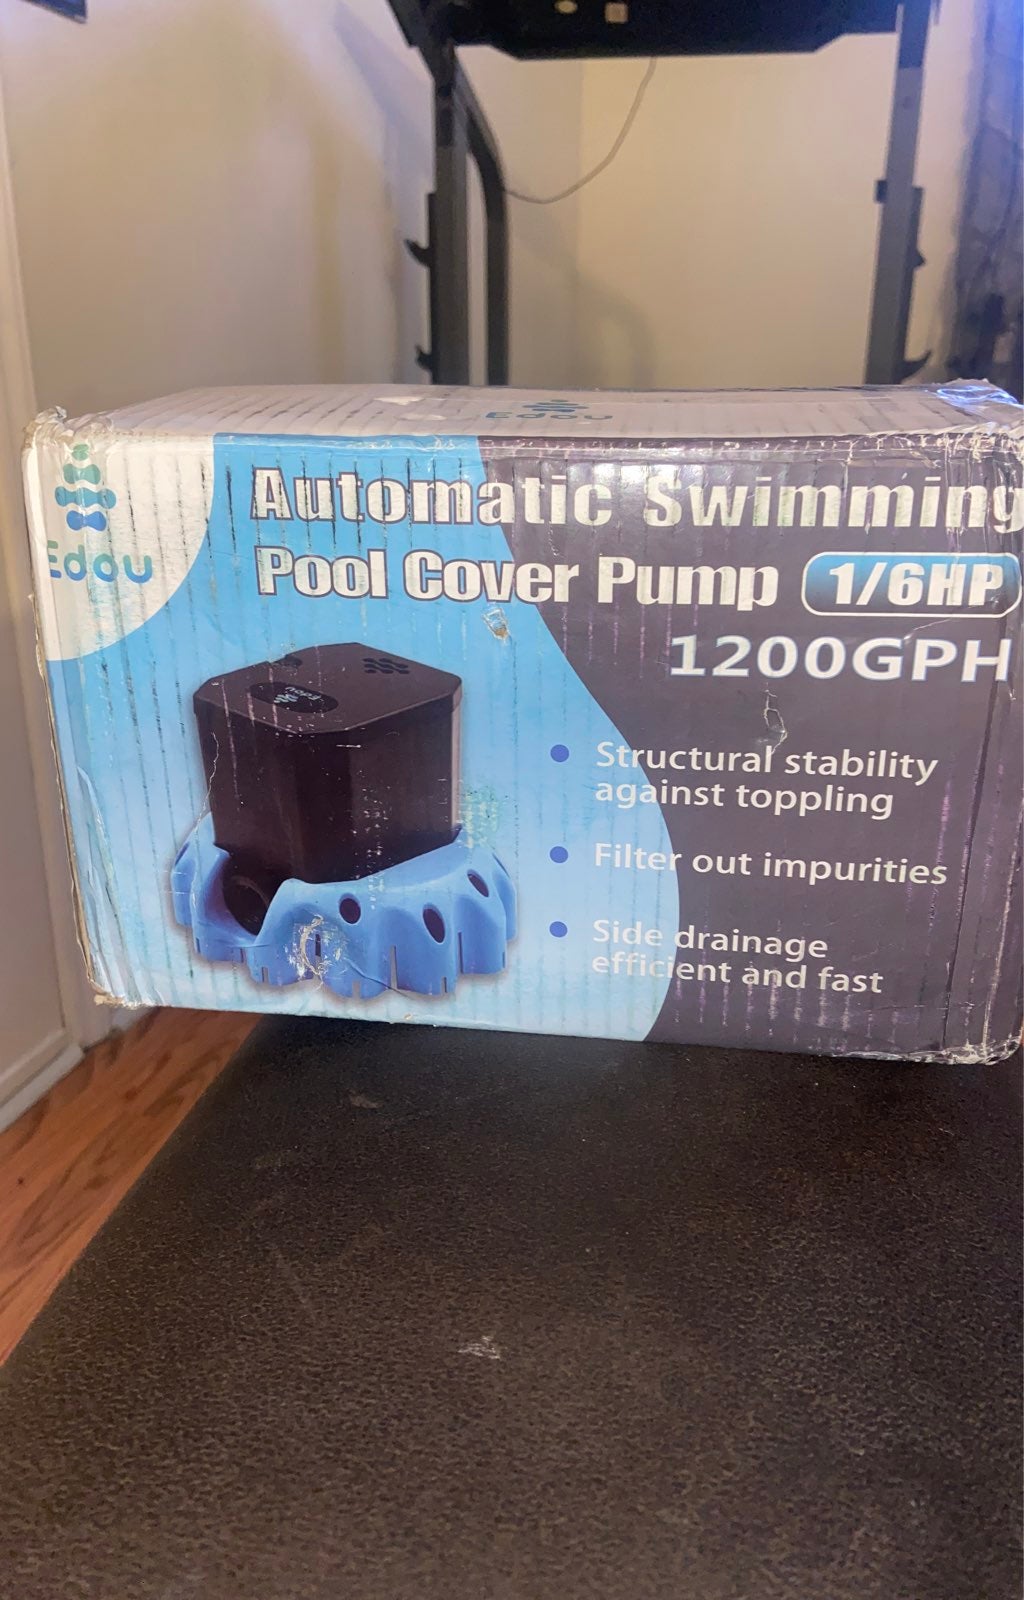 Edou
Edou
Automatic Swimming
Pool Cover Pump 1/6HP
1200GPH
Edou
Structural stability
against toppling
Filter out impurities
Side drainage
efficient and fast